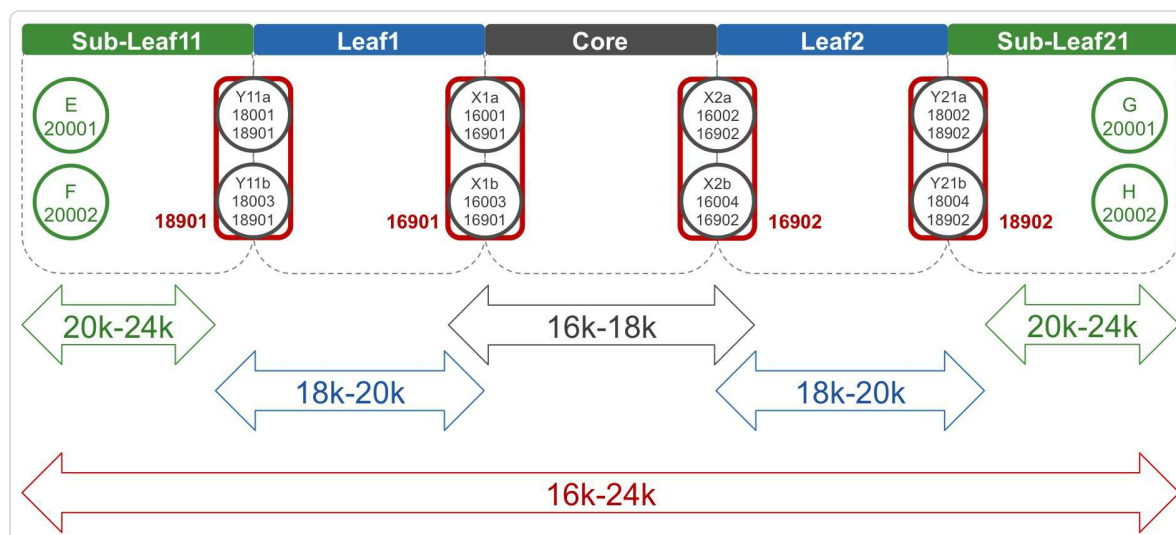 Sub-Leaf11
Leaf1
Core
Leaf2
Sub-Leaf21
E
20001
Y11a
18001
18901
X1a
16001
16901
X2a
16002
16902
Y21a
18002
18902
G
20001
F
20002
Y11b
18003
18901
18901
X1b
16003
16901
16901
X2b
16004
16902
16902
Y21b
18004
18902
18902
H
20002
20k-24k
16k-18k
20k-24k
18k-20k
18k-20k
16k-24k